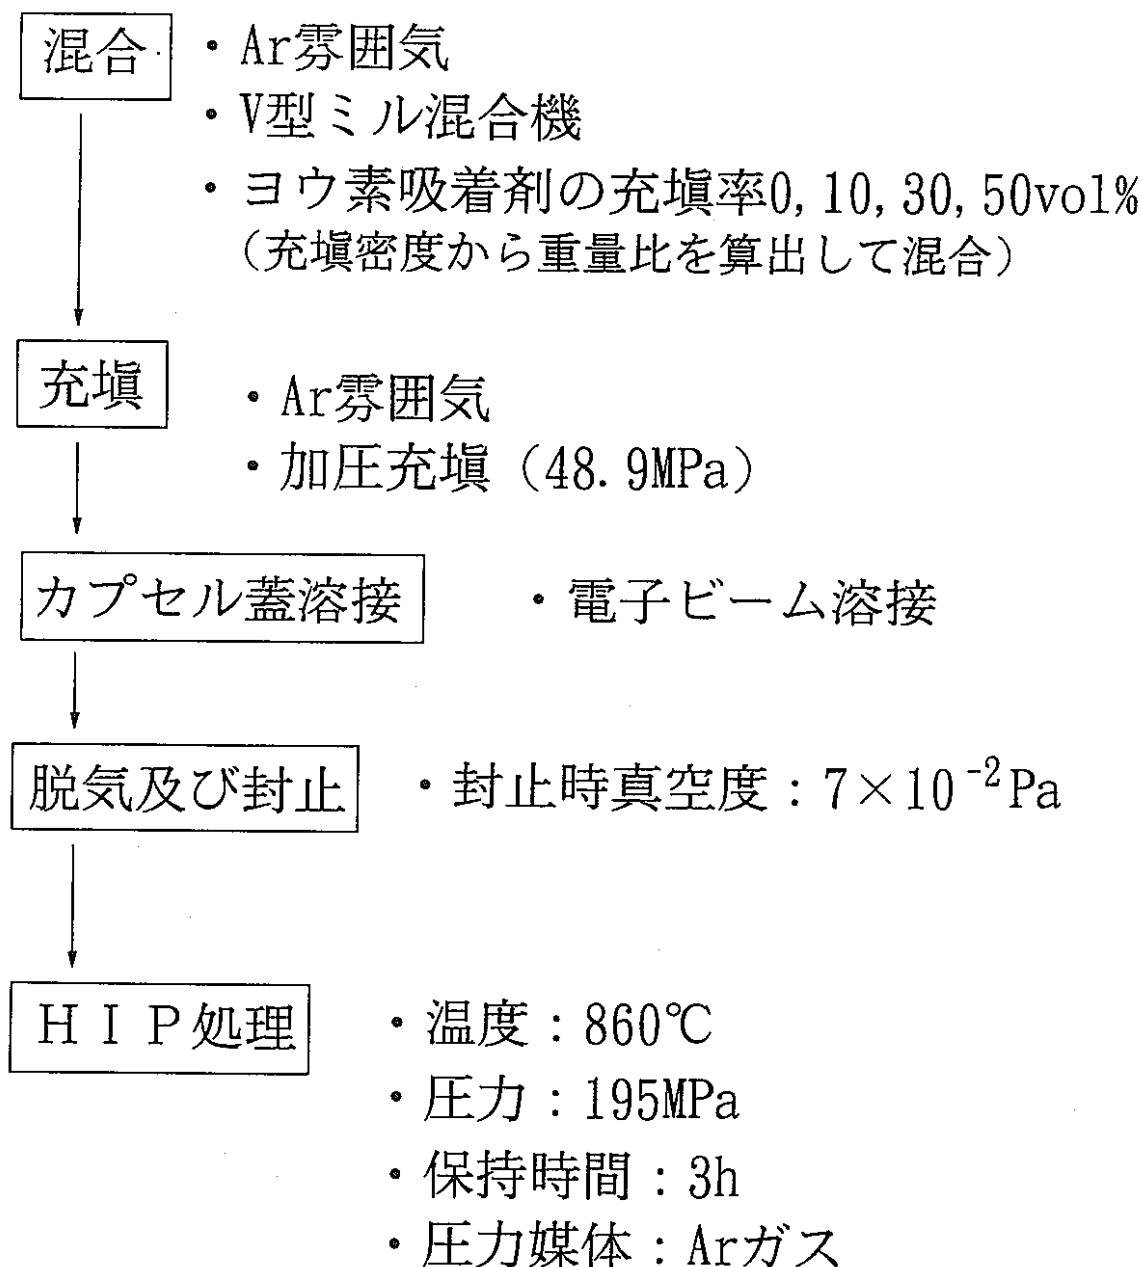 混合 ・Ar雰囲気
・V型ミル混合機
・ヨウ素吸着剤の充塡率0, 10, 30, 50vol%
（充塡密度から重量比を算出して混合）
充塡 ・Ar雰囲気
・加圧充塡（48.9MPa）
カプセル蓋溶接 ・電子ビーム溶接
脱気及び封止 ・封止時真空度：7×10⁻²Pa
ＨＩＰ処理 ・温度：860℃
・圧力：195MPa
・保持時間：3h
・圧力媒体：Arガス